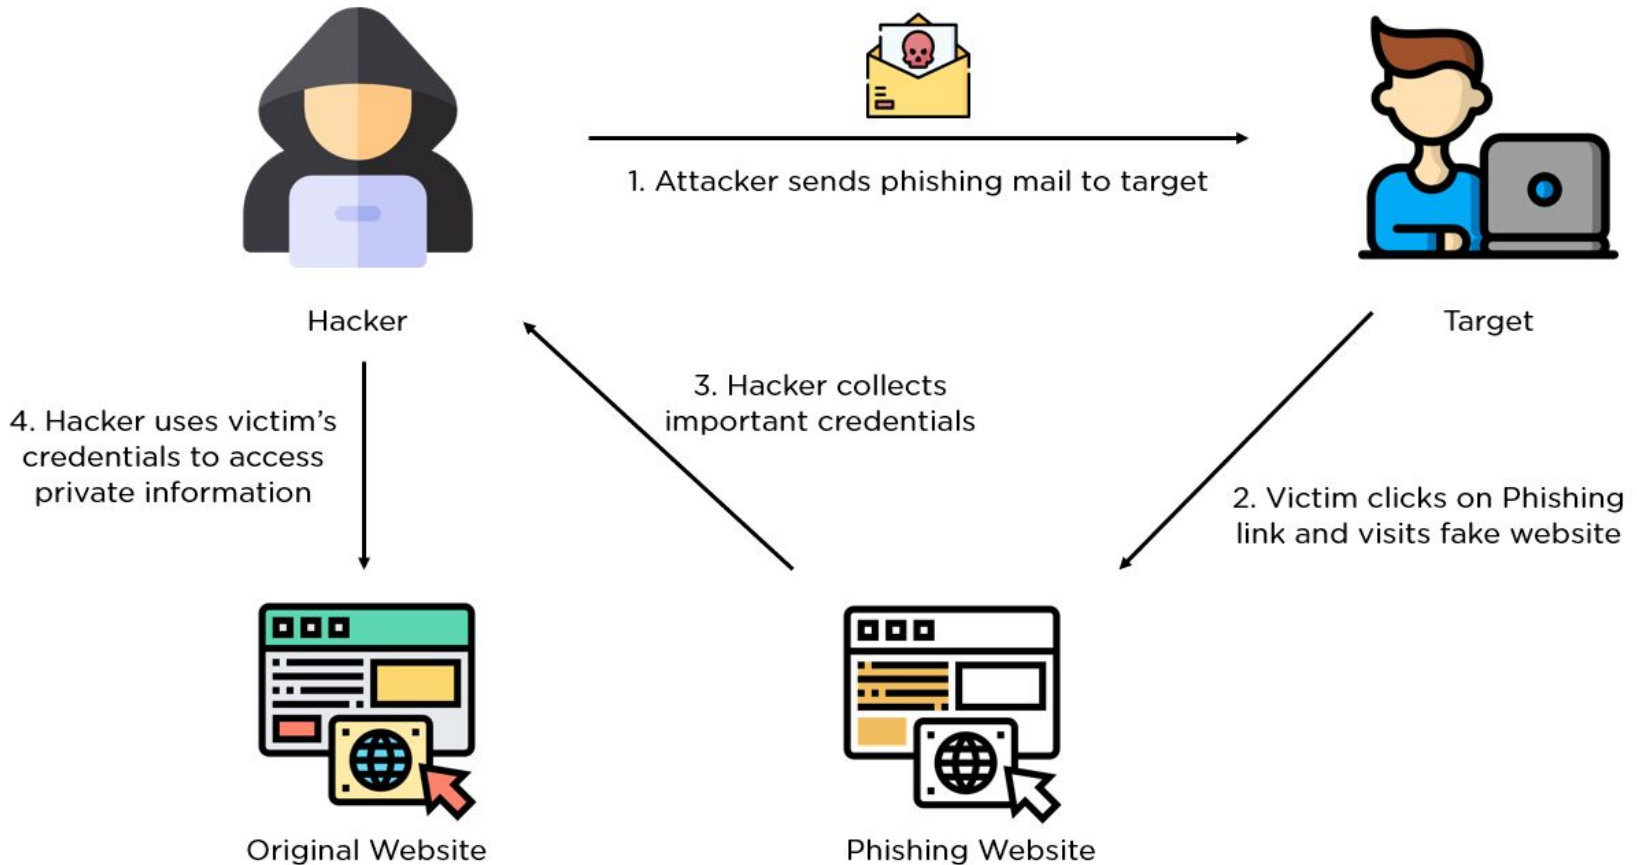 1. Attacker sends phishing mail to target
Hacker
Target
3. Hacker collects
important credentials
4. Hacker uses victim's
credentials to access
private information
2. Victim clicks on Phishing
link and visits fake website
Original Website
Phishing Website